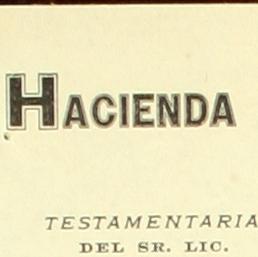 HACIENDA
TESTAMENTARIA
DEL SR. LIC.